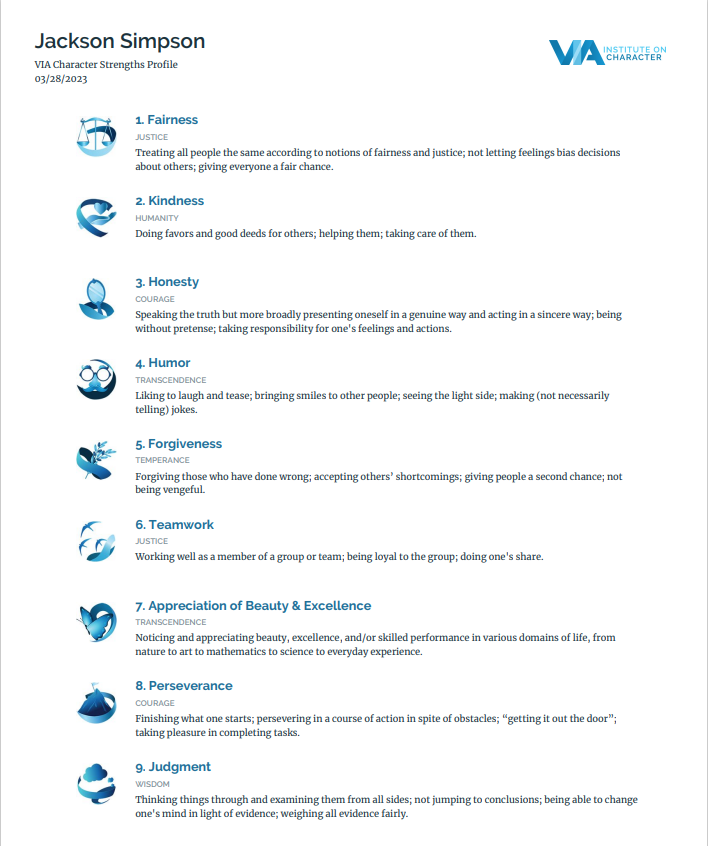 Jackson Simpson
VIA Character Strengths Profile
03/28/2023
VIA INSTITUTE ON
CHARACTER
1. Fairness
JUSTICE
Treating all people the same according to notions of fairness and justice; not letting feelings bias decisions
about others; giving everyone a fair chance.
2. Kindness
HUMANITY
Doing favors and good deeds for others; helping them; taking care of them.
3. Honesty
COURAGE
Speaking the truth but more broadly presenting oneself in a genuine way and acting in a sincere way; being
without pretense; taking responsibility for one's feelings and actions.
4. Humor
TRANSCENDENCE
Liking to laugh and tease; bringing smiles to other people; seeing the light side; making (not necessarily
telling) jokes.
5. Forgiveness
TEMPERANCE
Forgiving those who have done wrong; accepting others’ shortcomings; giving people a second chance; not
being vengeful.
6. Teamwork
JUSTICE
Working well as a member of a group or team; being loyal to the group; doing one's share.
7. Appreciation of Beauty & Excellence
TRANSCENDENCE
Noticing and appreciating beauty, excellence, and/or skilled performance in various domains of life, from
nature to art to mathematics to science to everyday experience.
8. Perseverance
COURAGE
Finishing what one starts; persevering in a course of action in spite of obstacles; “getting it out the door”;
taking pleasure in completing tasks.
9. Judgment
WISDOM
Thinking things through and examining them from all sides; not jumping to conclusions; being able to change
one's mind in light of evidence; weighing all evidence fairly.